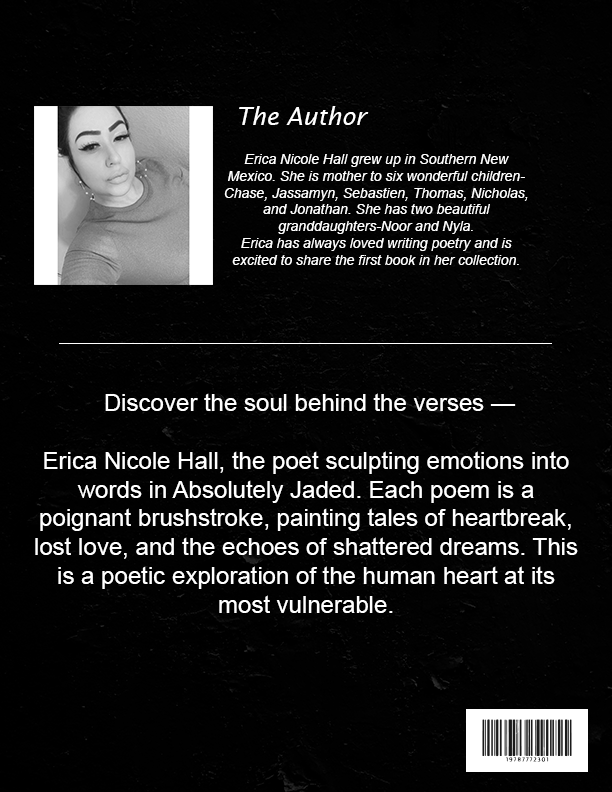 The Author
Erica Nicole Hall grew up in Southern New
Mexico. She is mother to six wonderful children-
Chase, Jassamyn, Sebastien, Thomas, Nicholas,
and Jonathan. She has two beautiful
granddaughters-Noor and Nyla.
Erica has always loved writing poetry and is
excited to share the first book in her collection.
Discover the soul behind the verses —
Erica Nicole Hall, the poet sculpting emotions into
words in Absolutely Jaded. Each poem is a
poignant brushstroke, painting tales of heartbreak,
lost love, and the echoes of shattered dreams. This
is a poetic exploration of the human heart at its
most vulnerable.
19787772301